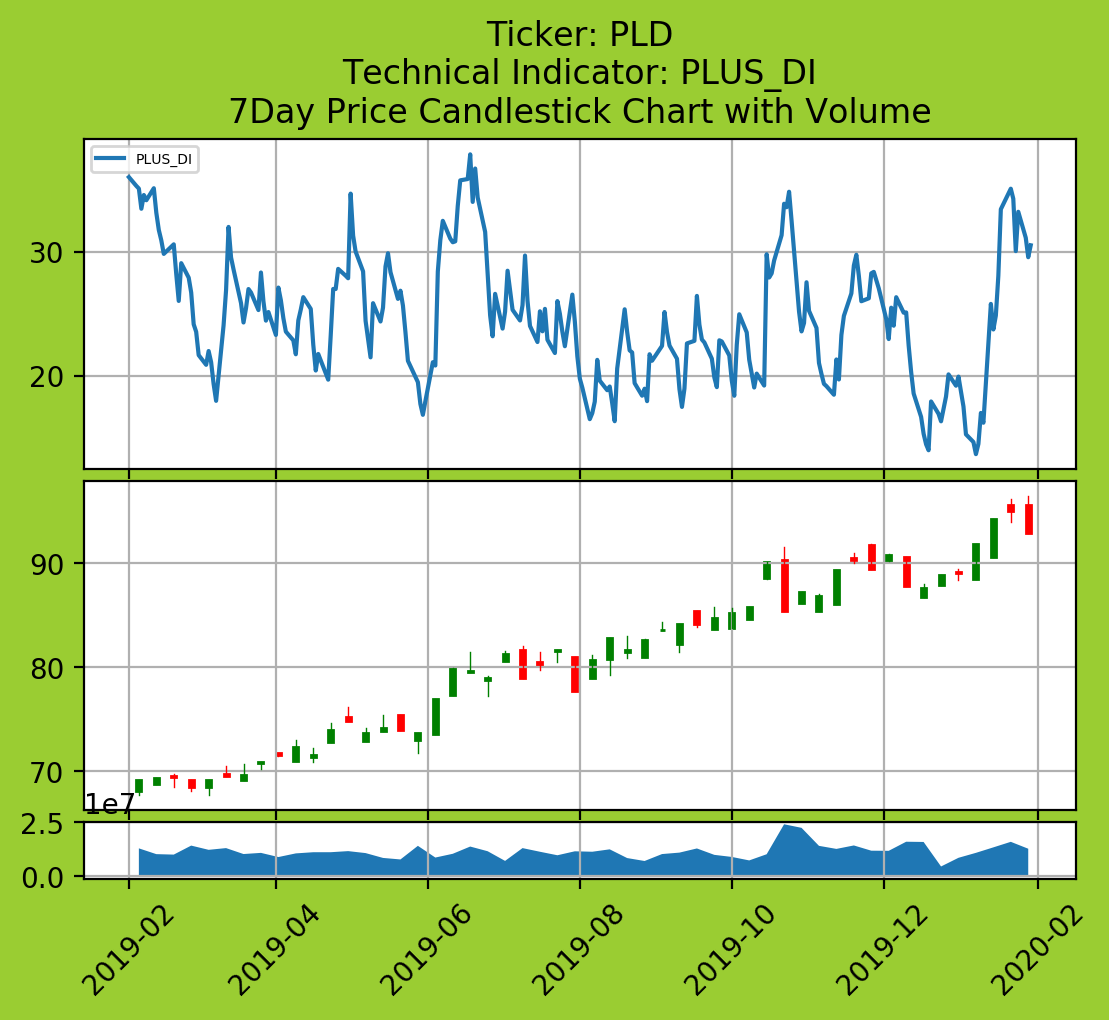 Ticker: PLD
Technical Indicator: PLUS_DI
7Day Price Candlestick Chart with Volume
PLUS_DI
30
20
90
80
70
1e7
2.5
0.0
2019-02
2019-04
2019-06
2019-08
2019-10
2019-12
2020-02